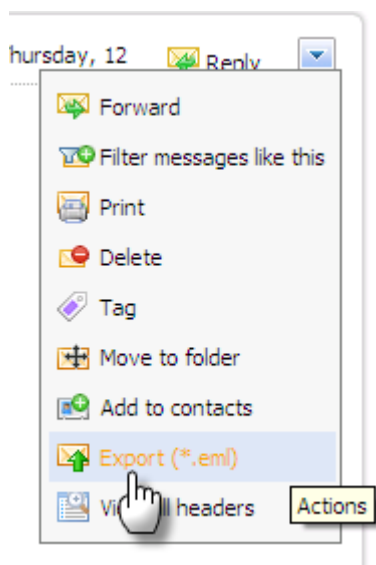 hursday, 12 Reply
Forward
Filter messages like this
Print
Delete
Tag
Move to folder
Add to contacts
Export (*.eml)
headers
Actions